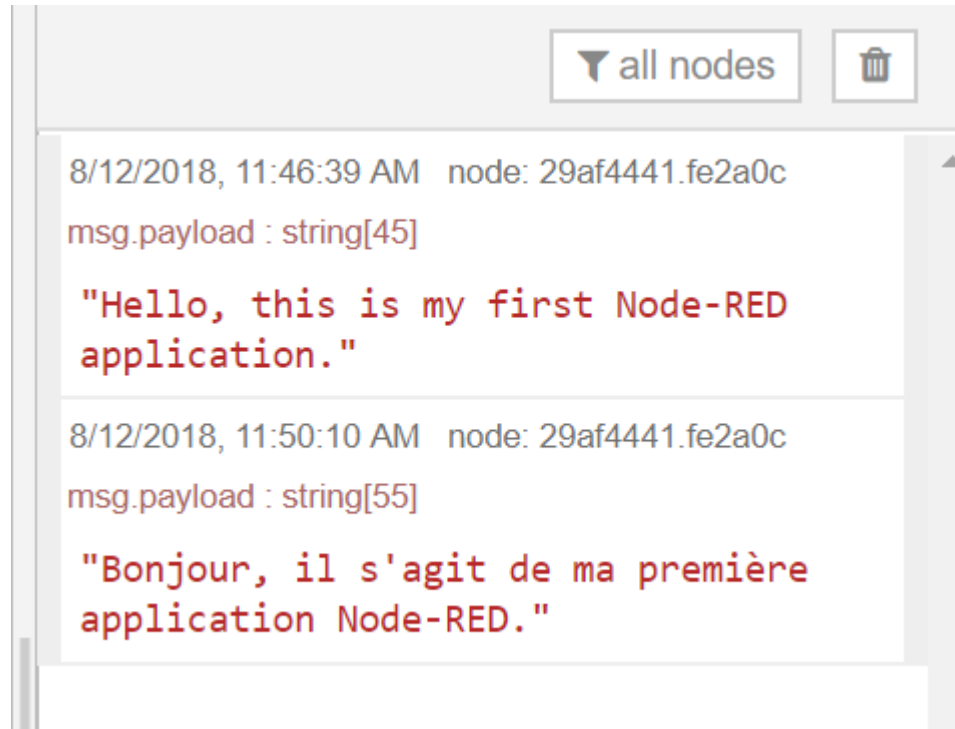 all nodes
8/12/2018, 11:46:39 AM node: 29af4441.fe2a0c
msg.payload : string[45]
"Hello, this is my first Node-RED
application."
8/12/2018, 11:50:10 AM node: 29af4441.fe2a0c
msg.payload : string[55]
"Bonjour, il s'agit de ma première
application Node-RED."